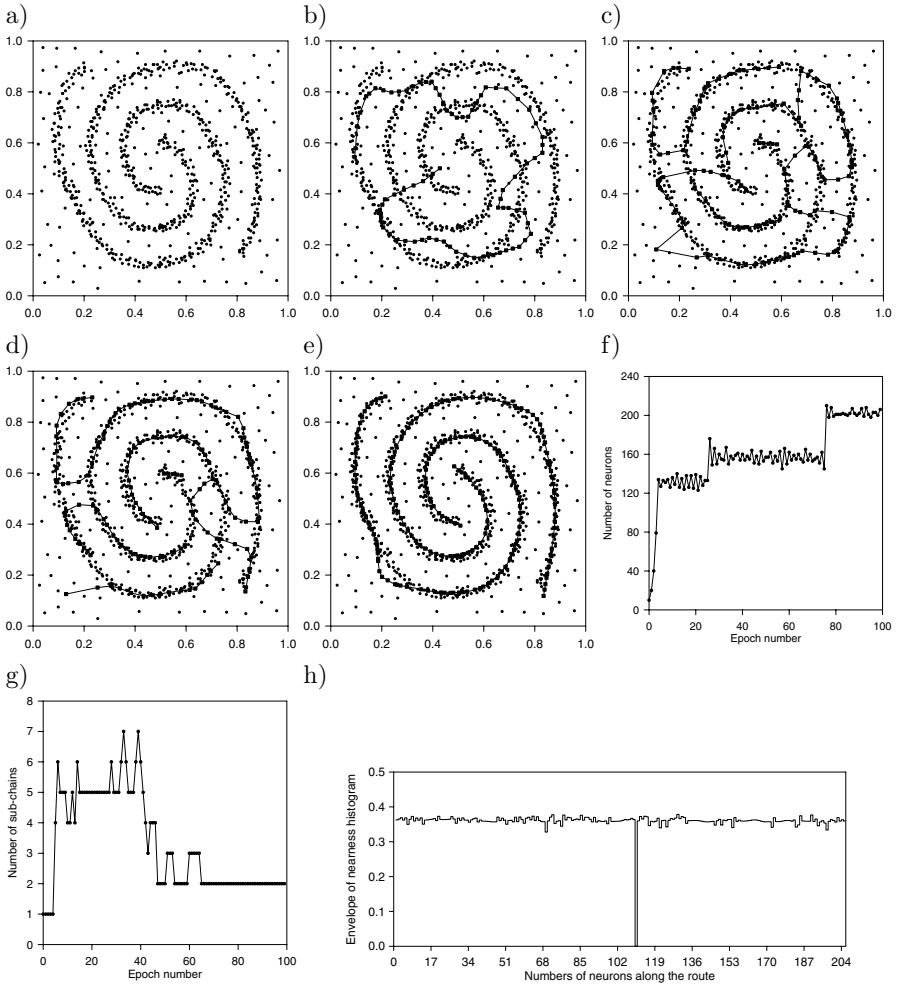 a)
b)
c)
1.0
0.8
0.6
0.4
0.2
0.0
0.0 0.2 0.4 0.6 0.8 1.0
1.0
0.8
0.6
0.4
0.2
0.0
0.0 0.2 0.4 0.6 0.8 1.0
1.0
0.8
0.6
0.4
0.2
0.0
0.0 0.2 0.4 0.6 0.8 1.0
d)
e)
f)
1.0
0.8
0.6
0.4
0.2
0.0
0.0 0.2 0.4 0.6 0.8 1.0
1.0
0.8
0.6
0.4
0.2
0.0
0.0 0.2 0.4 0.6 0.8 1.0
Number of neurons
240
200
160
120
80
40
0
0 20 40 60 80 100
Epoch number
g)
h)
Number of sub-chains
8
7
6
5
4
3
2
1
0
0 20 40 60 80 100
Epoch number
Envelope of nearness histogram
0.5
0.4
0.3
0.2
0.1
0.0
0 17 34 51 68 85 102 119 136 153 170 187 204
Numbers of neurons along the route